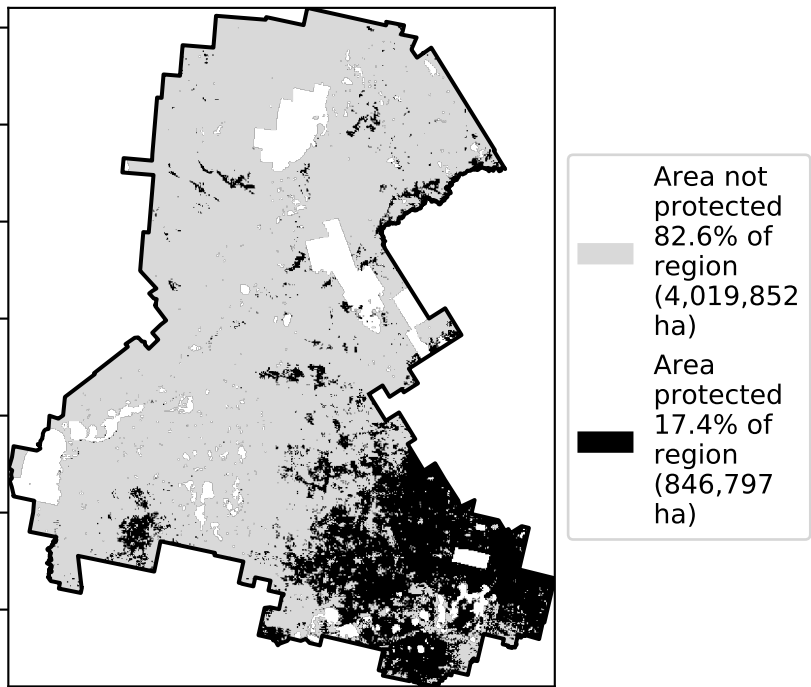 Area not
protected
82.6% of
region
(4,019,852
ha)
Area
protected
17.4% of
region
(846,797
ha)